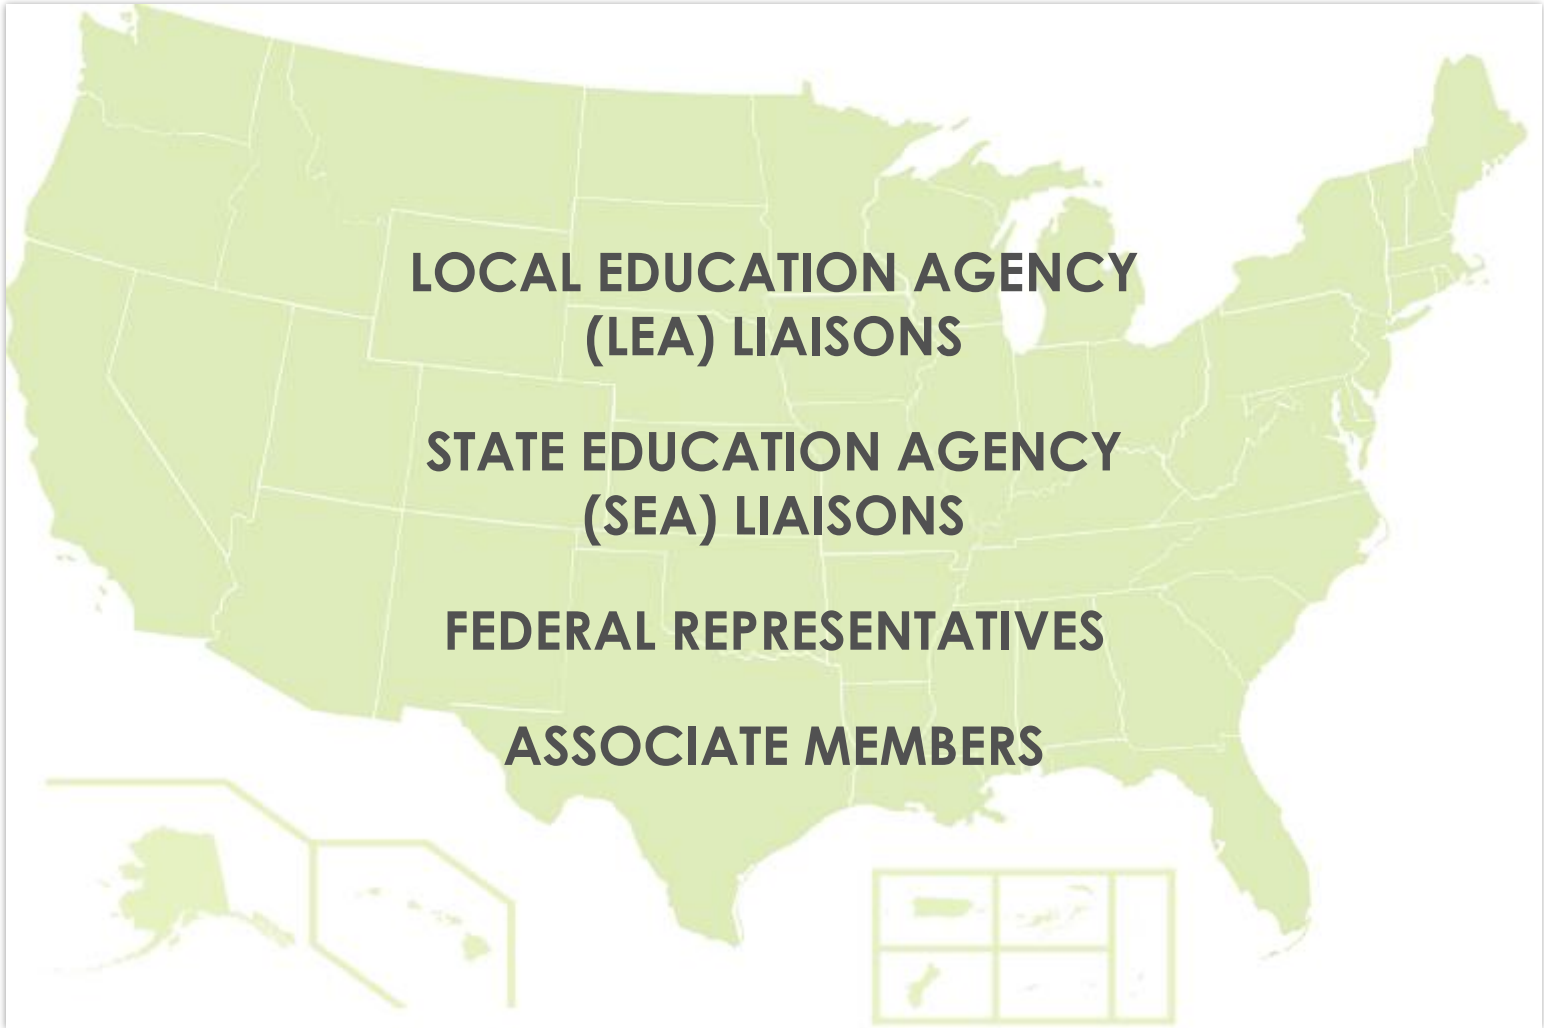 LOCAL EDUCATION AGENCY
(LEA) LIAISONS
STATE EDUCATION AGENCY
(SEA) LIAISONS
FEDERAL REPRESENTATIVES
ASSOCIATE MEMBERS